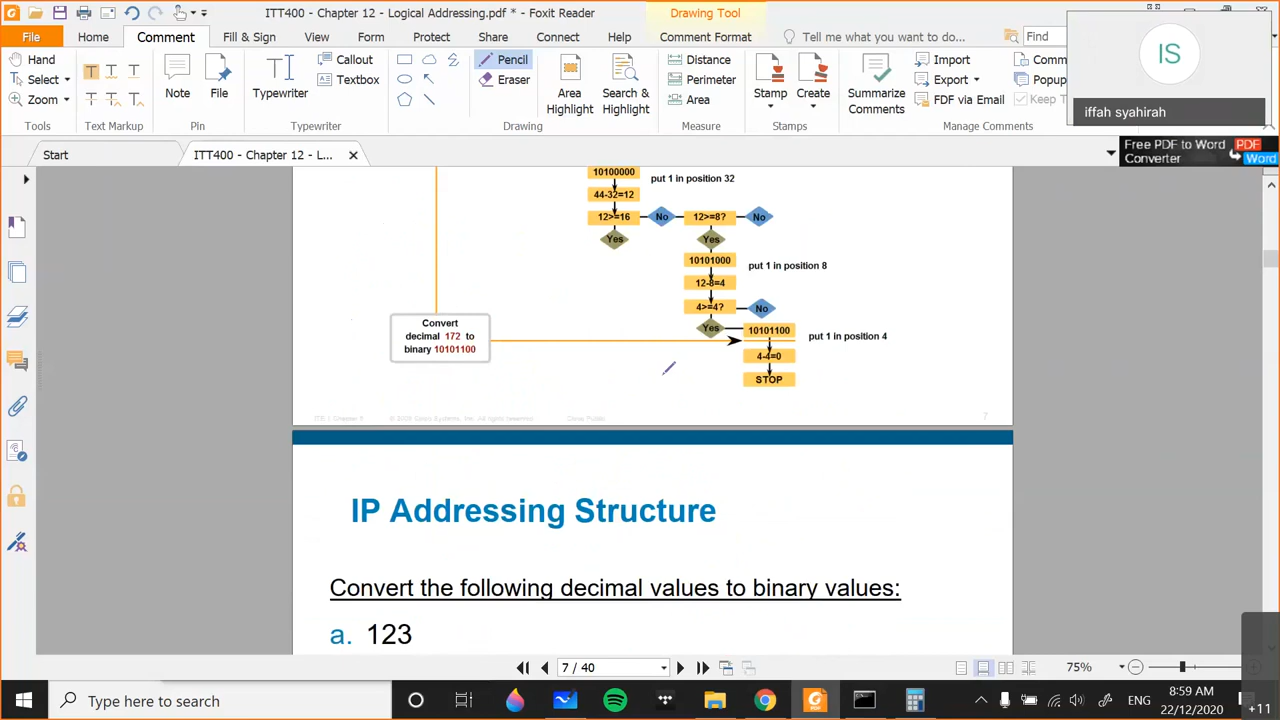 ITT400 - Chapter 12 - Logical Addressing.pdf * - Foxit Reader
Drawing Tool
File Home Comment Fill & Sign View Form Protect Share Connect Help Comment Format Tell me what you want to do... Find
IS
iffah syahirah
Hand
Select
Zoom
Tools
Text Markup
Note
File
Pin
Typewriter
Callout
Textbox
Typewriter
Pencil
Eraser
Drawing
Area Highlight
Search & Highlight
Distance
Perimeter
Area
Measure
Stamp
Create
Stamps
Summarize Comments
Import
Export
FDF via Email
Comm
Popup
Keep T
Manage Comments
Start
ITT400 - Chapter 12 - L...
Free PDF to Word Converter
PDF
Word
10100000
put 1 in position 32
44-32=12
12>=16 No 12>=8? No
Yes Yes
10101000
put 1 in position 8
12-8=4
4>=4? No
Yes
10101100
put 1 in position 4
4-4=0
STOP
Convert
decimal 172 to
binary 10101100
7
IP Addressing Structure
Convert the following decimal values to binary values:
a. 123
7 / 40
75%
Type here to search
ENG
8:59 AM
22/12/2020
+11